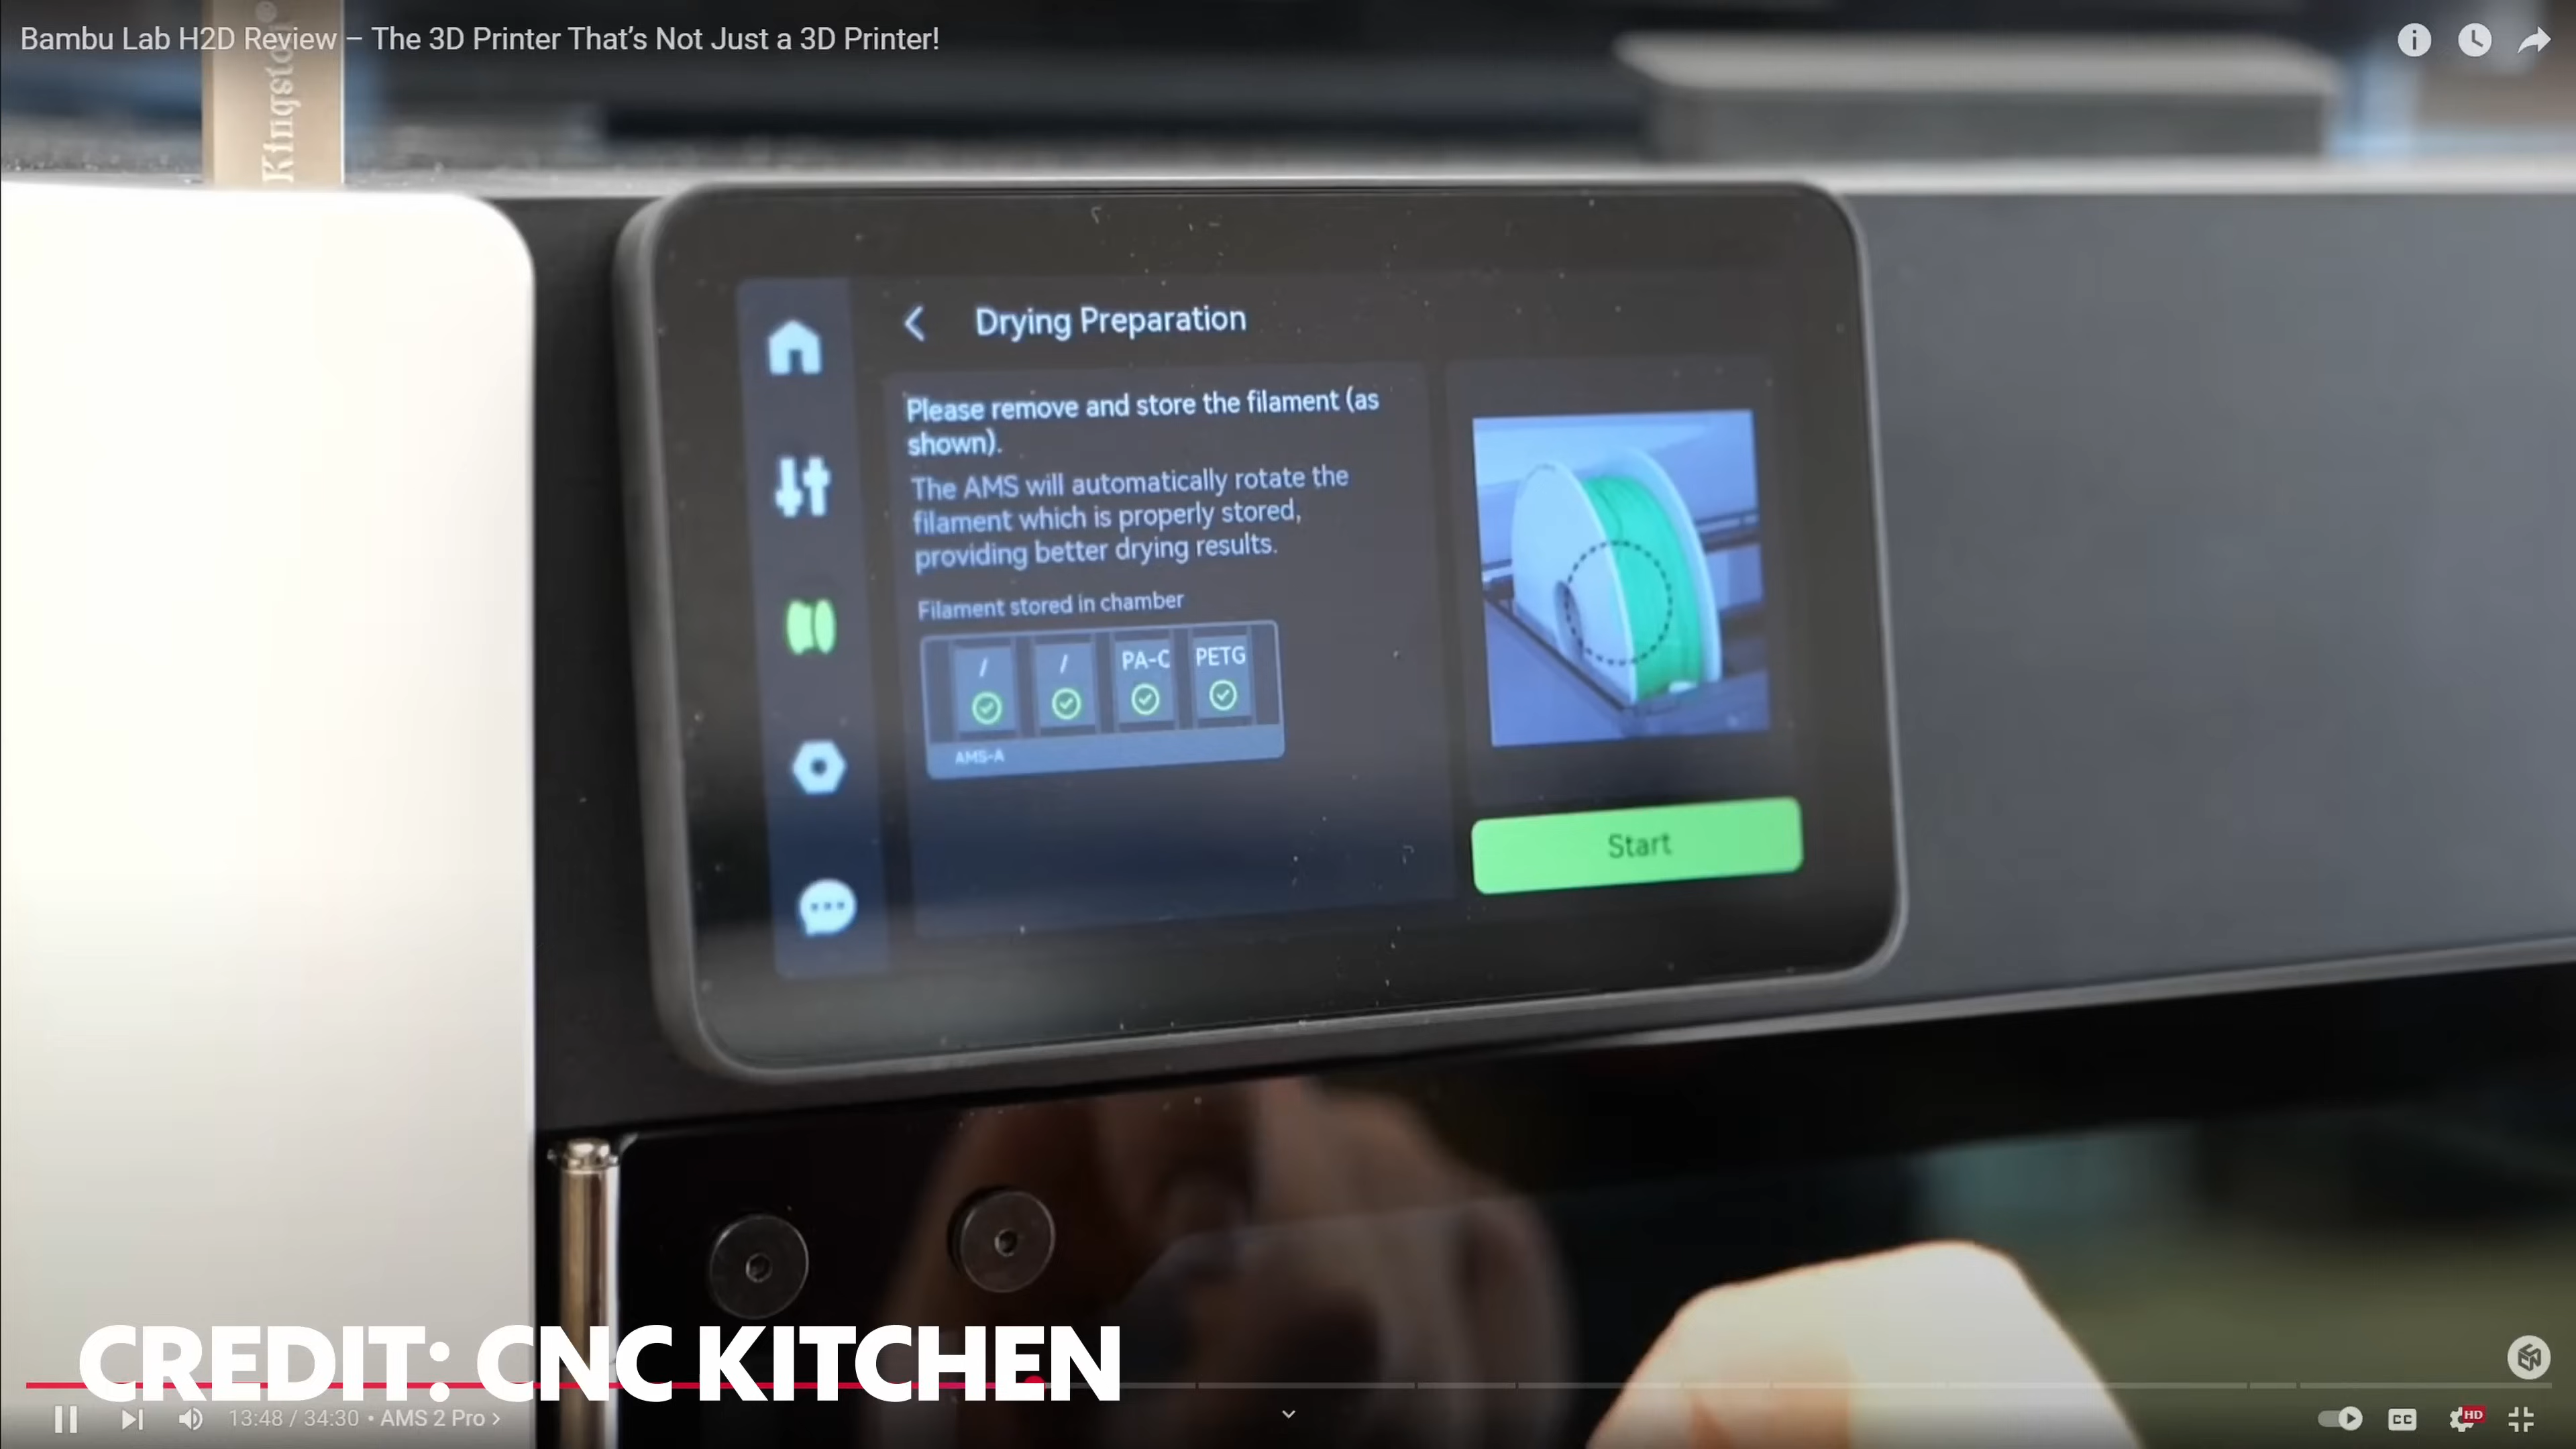 Bambu Lab H2D Review – The 3D Printer That's Not Just a 3D Printer!
Kingston®
Drying Preparation
Please remove and store the filament (as
shown).
The AMS will automatically rotate the
filament which is properly stored,
providing better drying results.
Filament stored in chamber
/ / PA-C PETG
AMS-A
Start
CREDIT: CNC KITCHEN
13:48 / 34:30 • AMS 2 Pro ›
CC
HD